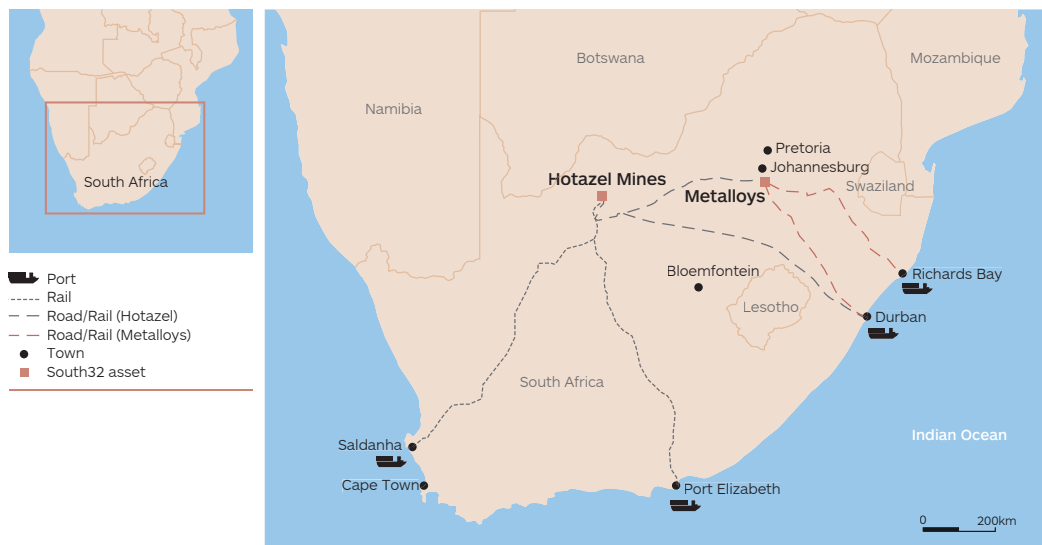 South Africa
Port
Rail
Road/Rail (Hotazel)
Road/Rail (Metalloys)
Town
South32 asset
Botswana
Mozambique
Namibia
Pretoria
Johannesburg
Hotazel Mines
Metalloys
Swaziland
Bloemfontein
Richards Bay
Lesotho
Durban
South Africa
Indian Ocean
Saldanha
Cape Town
Port Elizabeth
0 200km